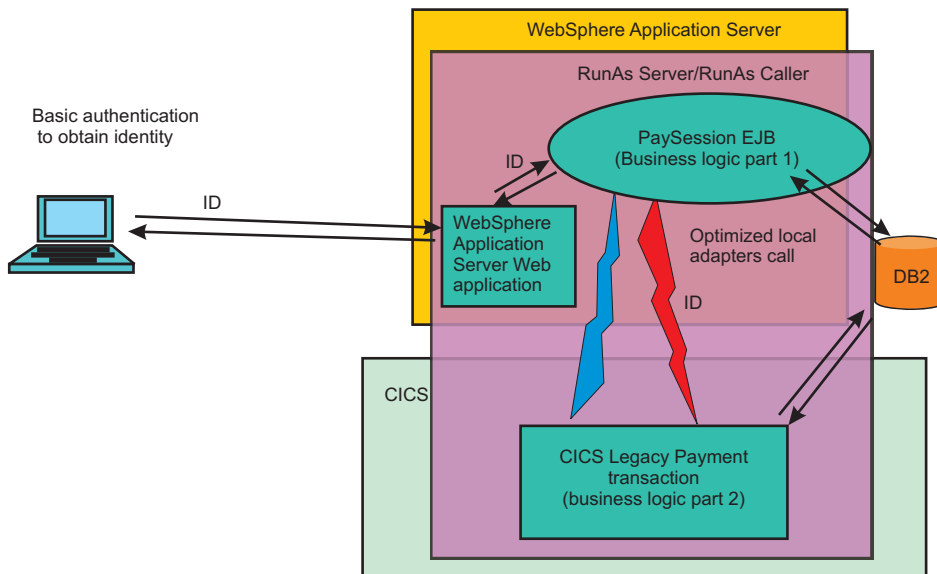 WebSphere Application Server
RunAs Server/RunAs Caller
Basic authentication
to obtain identity
PaySession EJB
(Business logic part 1)
ID
ID
WebSphere
Application
Server Web
application
Optimized local
adapters call
DB2
ID
CICS
CICS Legacy Payment
transaction
(business logic part 2)